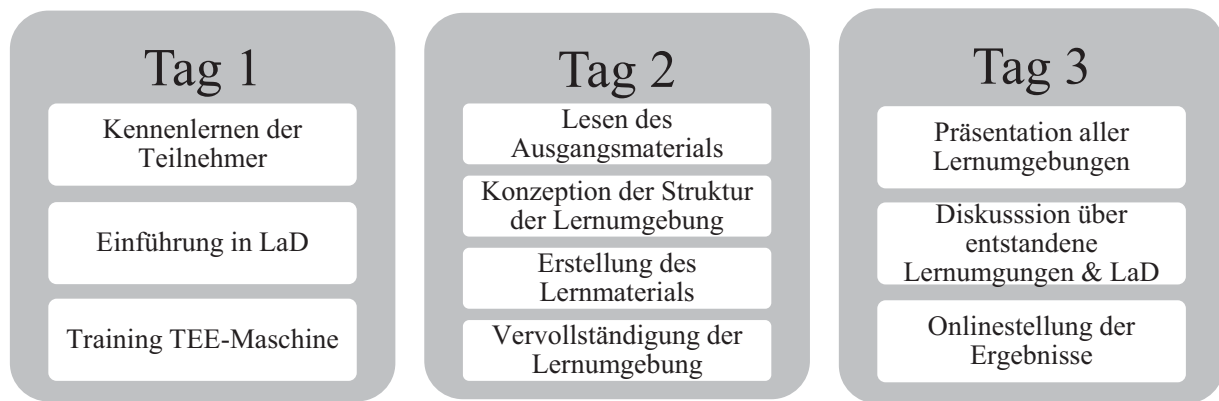 Tag 1
Kennenlernen der
Teilnehmer
Einführung in LaD
Training TEE-Maschine
Tag 2
Lesen des
Ausgangsmaterials
Konzeption der Struktur
der Lernumgebung
Erstellung des
Lernmaterials
Vervollständigung der
Lernumgebung
Tag 3
Präsentation aller
Lernumgebungen
Diskusssion über
entstandene
Lernumgungen & LaD
Onlinestellung der
Ergebnisse